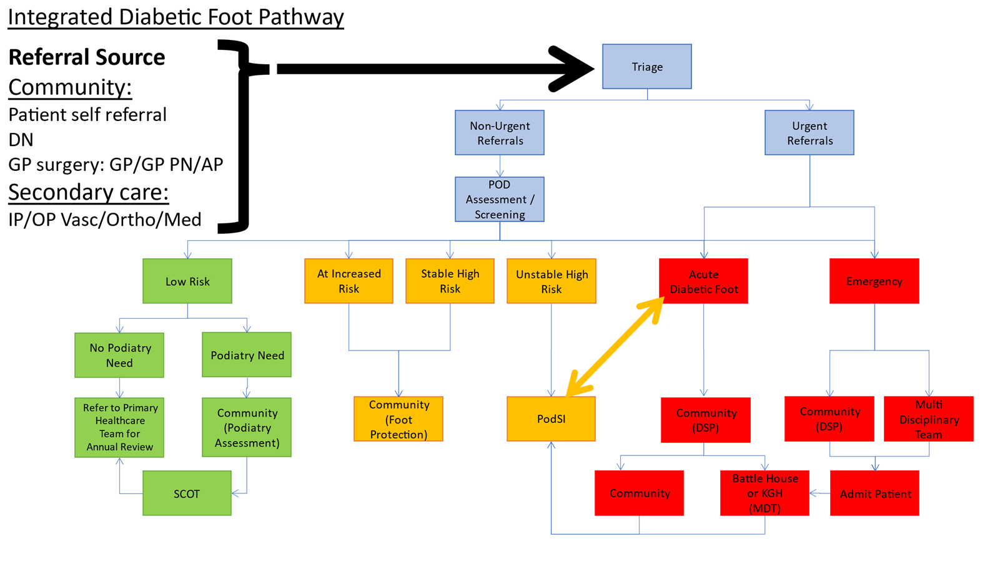 Integrated Diabetic Foot Pathway
Referral Source
Community:
Patient self referral
DN
GP surgery: GP/GP PN/AP
Secondary care:
IP/OP Vasc/Ortho/Med
Triage
Non-Urgent
Referrals
Urgent
Referrals
POD
Assessment /
Screening
Low Risk
At Increased
Risk
Stable High
Risk
Unstable High
Risk
Acute
Diabetic Foot
Emergency
No Podiatry
Need
Podiatry Need
Refer to Primary
Healthcare
Team for
Annual Review
Community
(Podiatry
Assessment)
Community
(Foot
Protection)
PodSI
Community
(DSP)
Community
(DSP)
Multi
Disciplinary
Team
SCOT
Community
Battle House
or KGH
(MDT)
Admit Patient